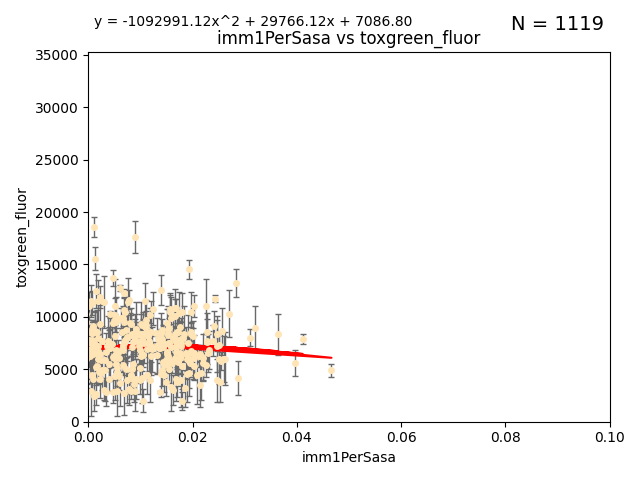 y = -1092991.12x^2 + 29766.12x + 7086.80
N = 1119
imm1PerSasa vs toxgreen_fluor
35000
30000
25000
20000
15000
10000
5000
0
toxgreen_fluor
0.00 0.02 0.04 0.06 0.08 0.10
imm1PerSasa